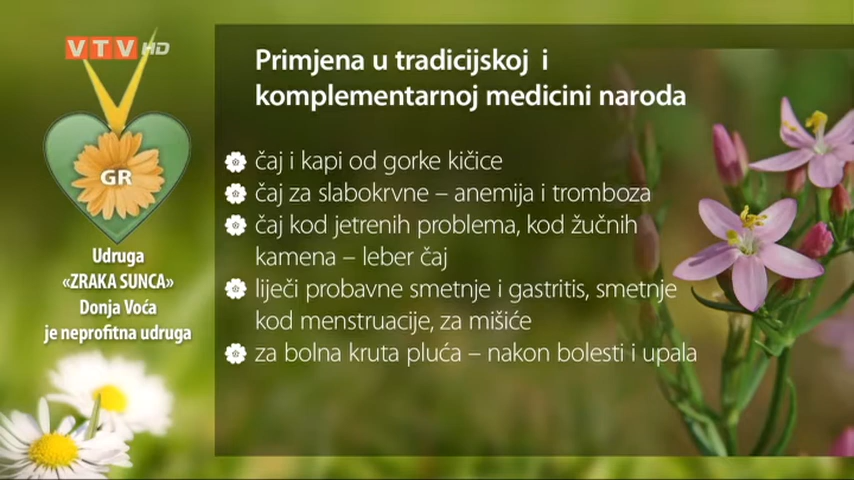 VTV HD
GR
Udruga
«ZRAKA SUNCA»
Donja Voća
je neprofitna udruga
Primjena u tradicijskoj i
komplementarnoj medicini naroda
čaj i kapi od gorke kičice
čaj za slabokrvne – anemija i tromboza
čaj kod jetrenih problema, kod žučnih
kamena – leber čaj
liječi probavne smetnje i gastritis, smetnje
kod menstruacije, za mišiće
za bolna kruta pluća – nakon bolesti i upala